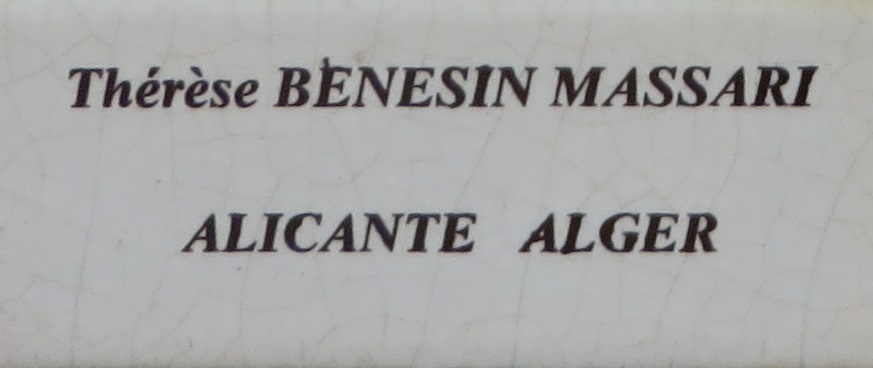 Thérèse BENESIN MASSARI
ALICANTE ALGER